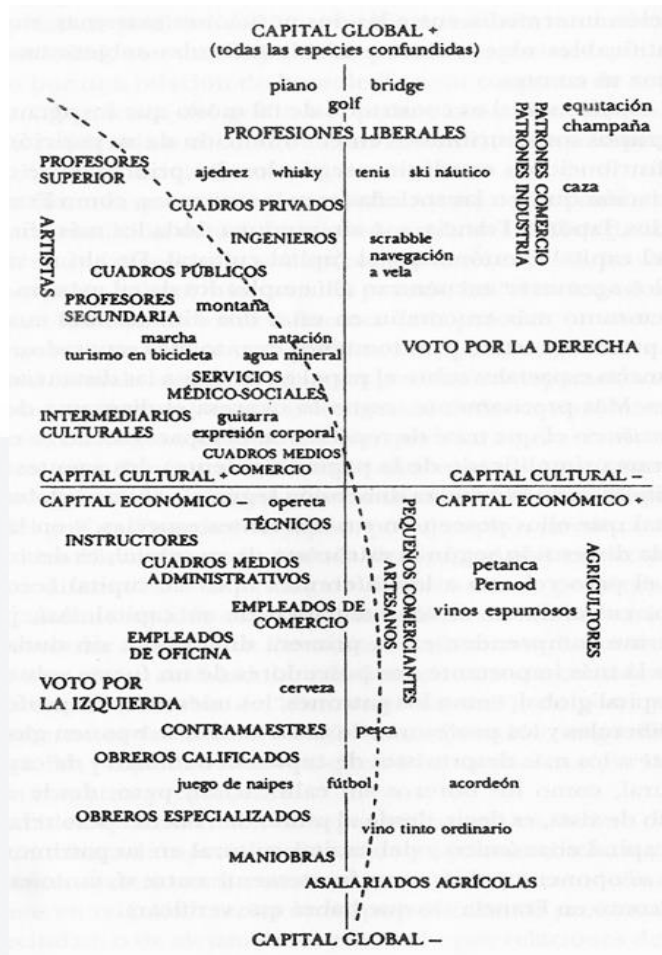 CAPITAL GLOBAL +
(todas las especies confundidas)
piano bridge
golf
equitación
champaña
PROFESIONES LIBERALES
PATRONES COMERCIO
PATRONES INDUSTRIA
PROFESORES
SUPERIOR
ajedrez whisky tenis ski náutico
caza
CUADROS PRIVADOS
ARTISTAS
INGENIEROS
scrabble
navegación
a vela
CUADROS PÚBLICOS
PROFESORES
SECUNDARIA
montaña
marcha natación
turismo en bicicleta agua mineral
VOTO POR LA DERECHA
SERVICIOS
MÉDICO-SOCIALES
INTERMEDIARIOS
CULTURALES
guitarra
expresión corporal
CUADROS MEDIOS
COMERCIO
CAPITAL CULTURAL + CAPITAL CULTURAL –
CAPITAL ECONÓMICO – CAPITAL ECONÓMICO +
opereta
TÉCNICOS
INSTRUCTORES
PEQUEÑOS COMERCIANTES
ARTESANOS
AGRICULTORES
CUADROS MEDIOS
ADMINISTRATIVOS
petanca
Pernod
vinos espumosos
EMPLEADOS DE
COMERCIO
EMPLEADOS
DE OFICINA
VOTO POR
LA IZQUIERDA
cerveza
CONTRAMAESTRES pesca
OBREROS CALIFICADOS
juego de naipes fútbol acordeón
OBREROS ESPECIALIZADOS
vino tinto ordinario
MANIOBRAS
ASALARIADOS AGRÍCOLAS
CAPITAL GLOBAL –